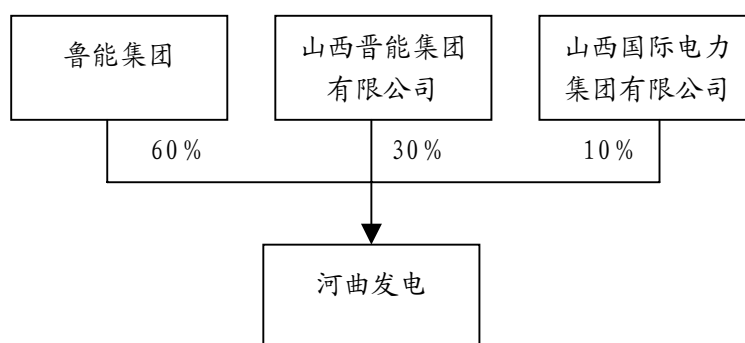 鲁能集团
山西晋能集团
有限公司
山西国际电力
集团有限公司
60%
30%
10%
河曲发电